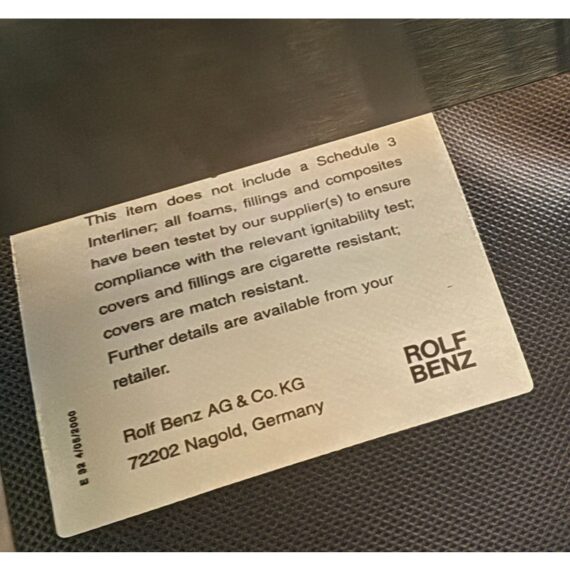 This item does not include a Schedule 3
Interliner; all foams, fillings and composites
have been testet by our supplier(s) to ensure
compliance with the relevant ignitability test;
covers and fillings are cigarette resistant;
covers are match resistant.
Further details are available from your
retailer.
Rolf Benz AG & Co. KG
72202 Nagold, Germany
ROLF
BENZ
E 92 4/05/2000